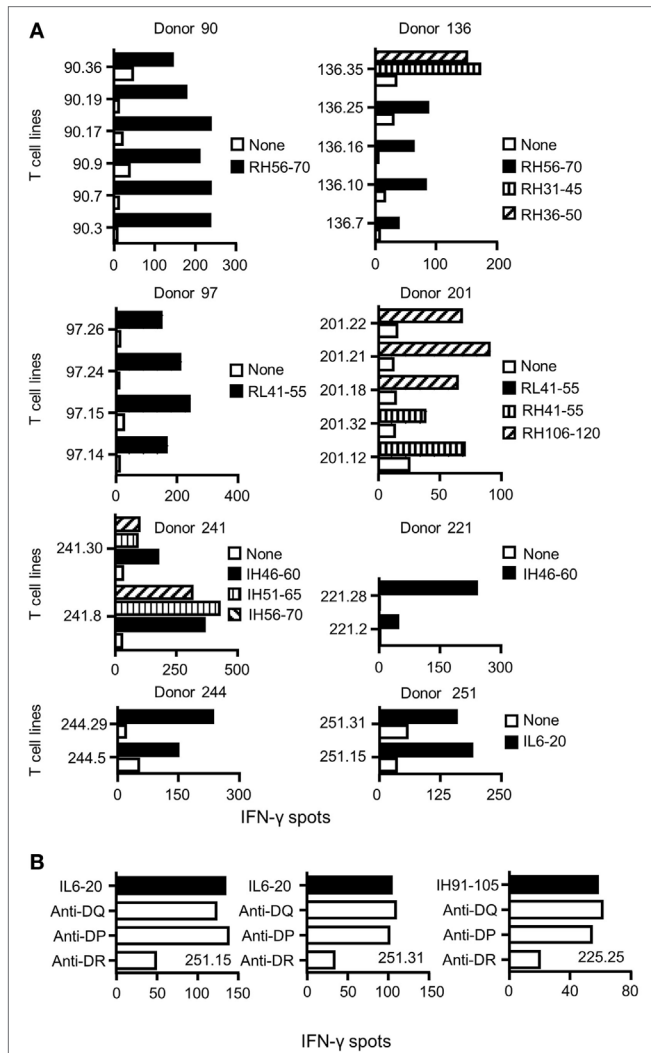 A
Donor 90
T cell lines
90.36
90.19
90.17
90.9
90.7
90.3
None
RH56-70
0 100 200 300
Donor 136
136.35
136.25
136.16
136.10
136.7
None
RH56-70
RH31-45
RH36-50
0 100 200
Donor 97
T cell lines
97.26
97.24
97.15
97.14
None
RL41-55
0 200 400
Donor 201
201.22
201.21
201.18
201.32
201.12
None
RL41-55
RH41-55
RH106-120
0 50 100
Donor 241
T cell lines
241.30
241.8
None
IH46-60
IH51-65
IH56-70
0 250 500
Donor 221
221.28
221.2
None
IH46-60
0 150 300
Donor 244
T cell lines
244.29
244.5
0 150 300
Donor 251
251.31
251.15
None
IL6-20
0 125 250
IFN-γ spots
B
IL6-20
Anti-DQ
Anti-DP
Anti-DR
251.15
0 50 100 150
IL6-20
Anti-DQ
Anti-DP
Anti-DR
251.31
0 50 100 150
IH91-105
Anti-DQ
Anti-DP
Anti-DR
225.25
0 40 60 80
IFN-γ spots